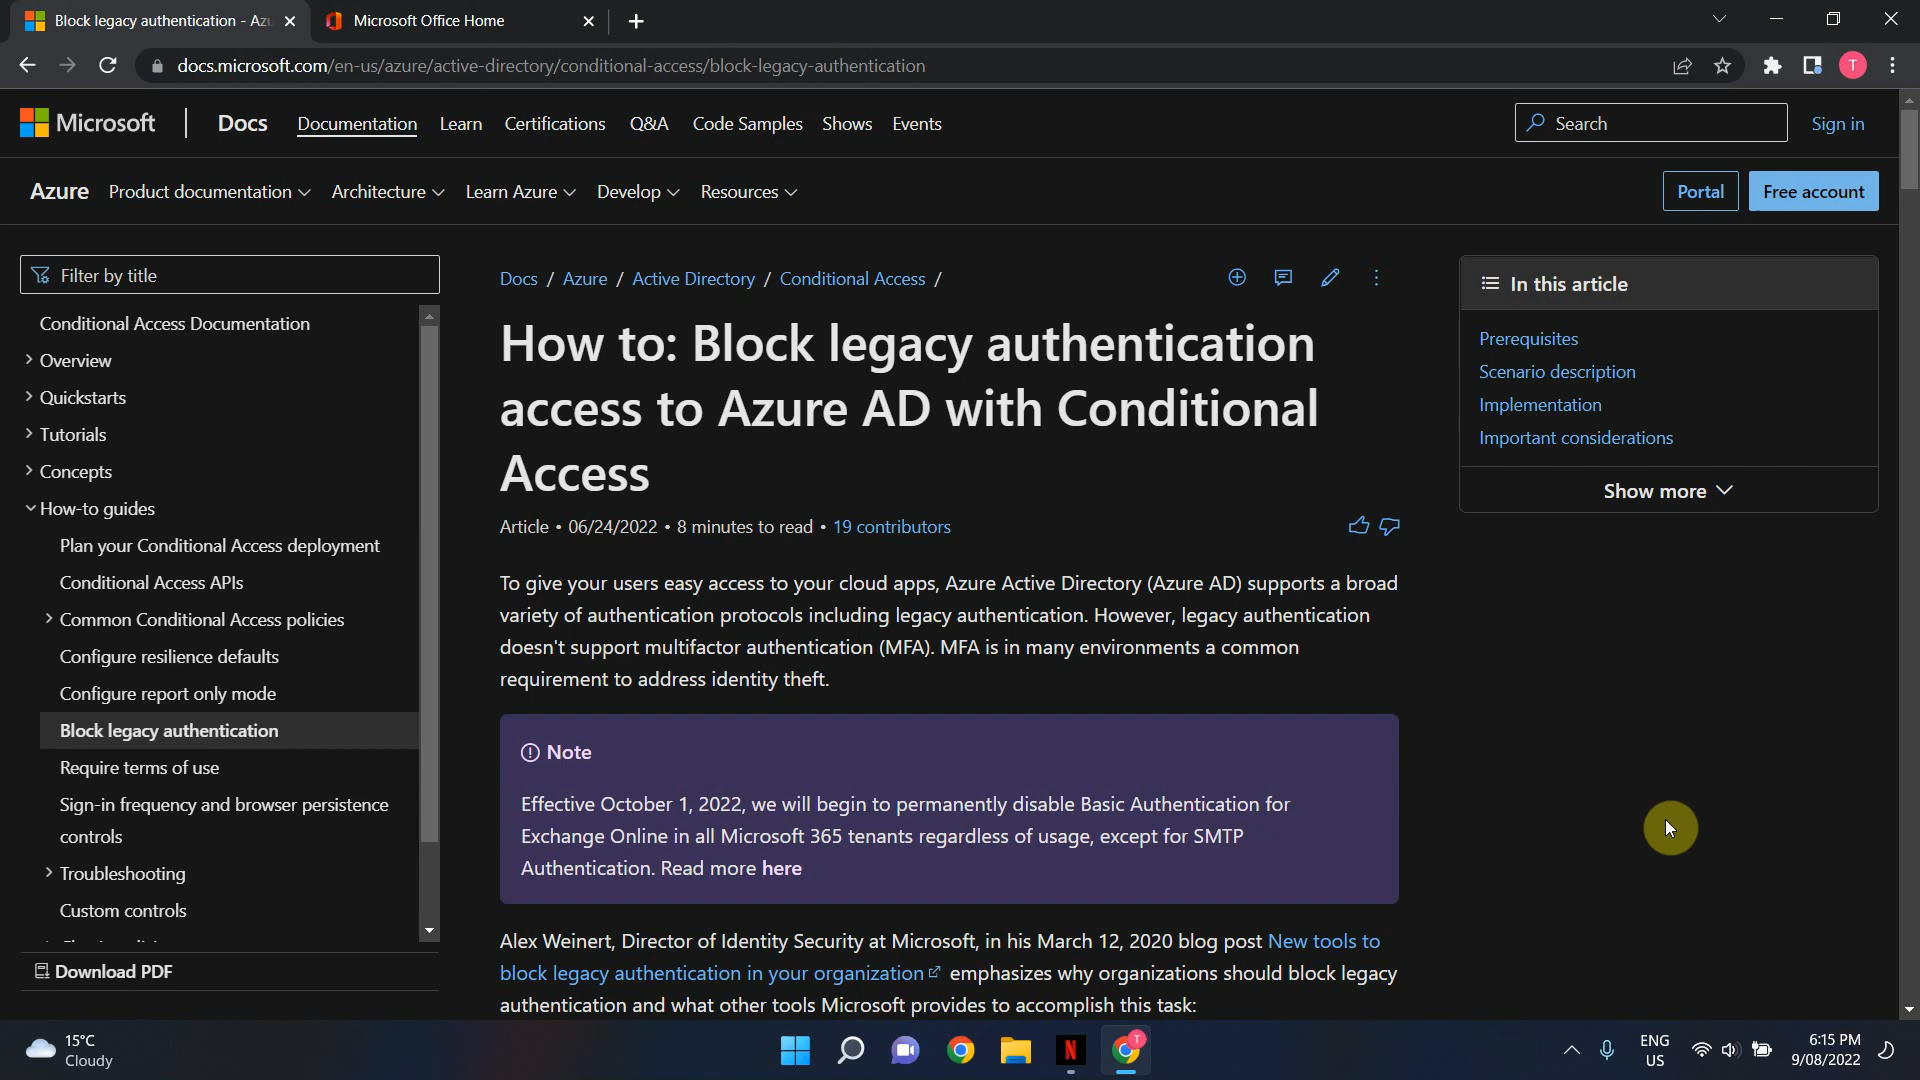 Block legacy authentication - Azu
Microsoft Office Home
docs.microsoft.com/en-us/azure/active-directory/conditional-access/block-legacy-authentication
T
Microsoft
Docs
Documentation
Learn
Certifications
Q&A
Code Samples
Shows
Events
Search
Sign in
Azure
Product documentation
Architecture
Learn Azure
Develop
Resources
Portal
Free account
Filter by title
Conditional Access Documentation
Overview
Quickstarts
Tutorials
Concepts
How-to guides
Plan your Conditional Access deployment
Conditional Access APIs
Common Conditional Access policies
Configure resilience defaults
Configure report only mode
Block legacy authentication
Require terms of use
Sign-in frequency and browser persistence
controls
Troubleshooting
Custom controls
Download PDF
Docs / Azure / Active Directory / Conditional Access /
How to: Block legacy authentication
access to Azure AD with Conditional
Access
Article • 06/24/2022 • 8 minutes to read • 19 contributors
To give your users easy access to your cloud apps, Azure Active Directory (Azure AD) supports a broad
variety of authentication protocols including legacy authentication. However, legacy authentication
doesn't support multifactor authentication (MFA). MFA is in many environments a common
requirement to address identity theft.
Note
Effective October 1, 2022, we will begin to permanently disable Basic Authentication for
Exchange Online in all Microsoft 365 tenants regardless of usage, except for SMTP
Authentication. Read more here
Alex Weinert, Director of Identity Security at Microsoft, in his March 12, 2020 blog post New tools to
block legacy authentication in your organization emphasizes why organizations should block legacy
authentication and what other tools Microsoft provides to accomplish this task:
In this article
Prerequisites
Scenario description
Implementation
Important considerations
Show more
15°C
Cloudy
N
T
ENG
US
6:15 PM
9/08/2022